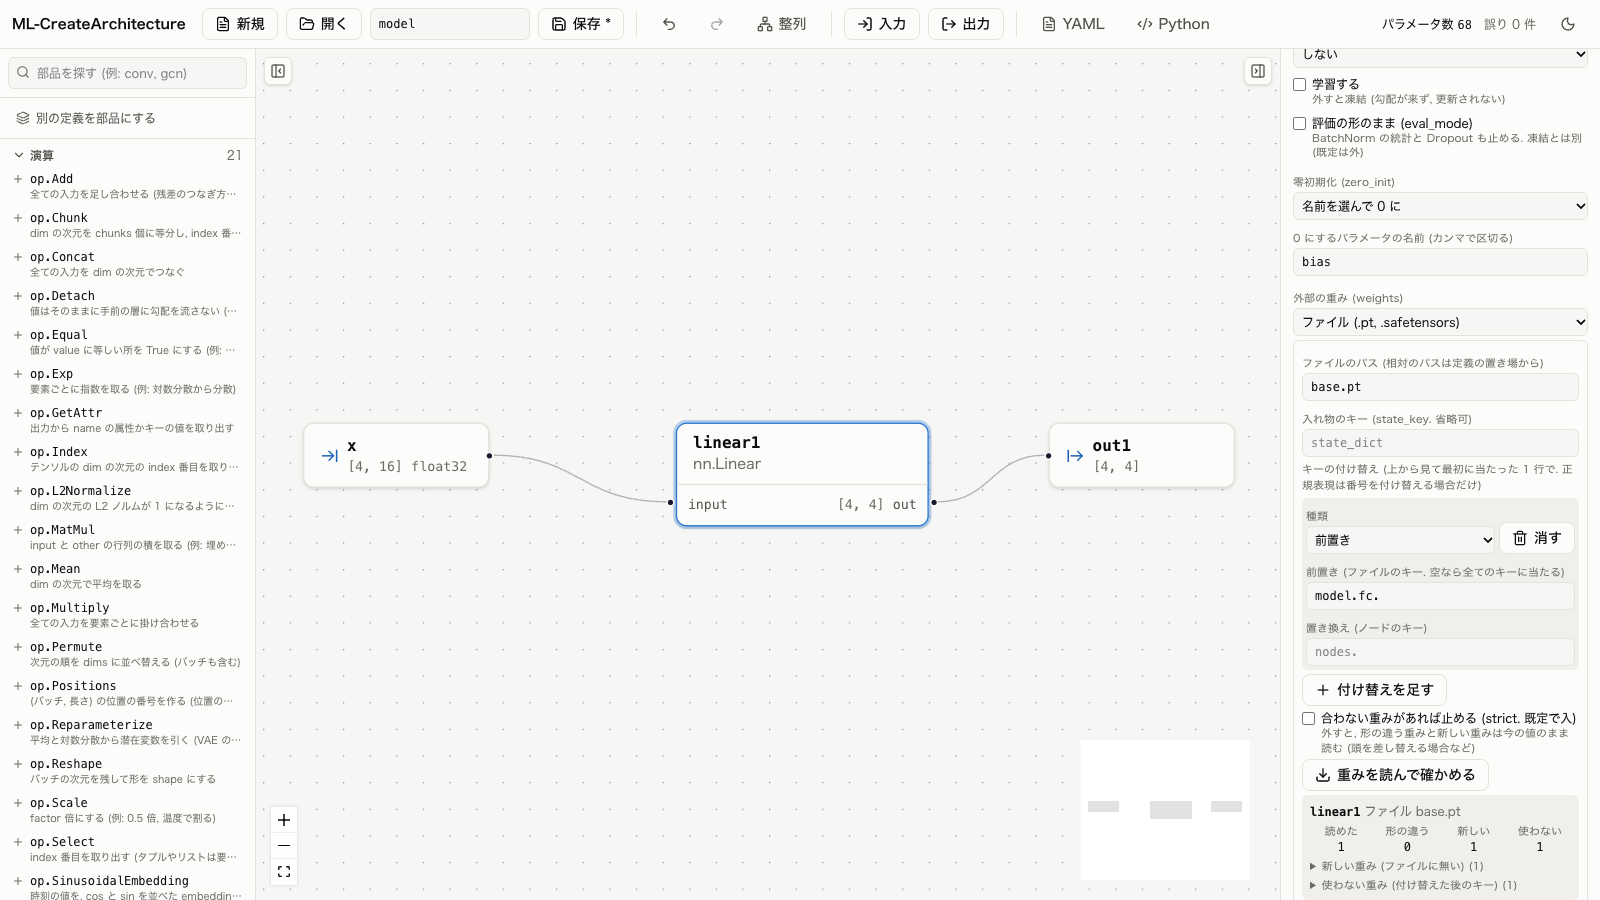 ML-CreateArchitecture
新規
開く
model
保存 *
整列
入力
出力
YAML
Python
パラメータ数 68
誤り 0 件
部品を探す (例: conv, gcn)
別の定義を部品にする
演算 21
op.Add
全ての入力を足し合わせる (残差のつなぎ方…
op.Chunk
dim の次元を chunks 個に等分し, index 番…
op.Concat
全ての入力を dim の次元でつなぐ
op.Detach
値はそのままに手前の層に勾配を流さない (…
op.Equal
値が value に等しい所を True にする (例: …
op.Exp
要素ごとに指数を取る (例: 対数分散から分散)
op.GetAttr
出力から name の属性かキーの値を取り出す
op.Index
テンソルの dim の次元の index 番目を取り…
op.L2Normalize
dim の次元の L2 ノルムが 1 になるように…
op.MatMul
input と other の行列の積を取る (例: 埋め…
op.Mean
dim の次元で平均を取る
op.Multiply
全ての入力を要素ごとに掛け合わせる
op.Permute
次元の順を dims に並べ替える (バッチも含む)
op.Positions
(バッチ, 長さ) の位置の番号を作る (位置の…
op.Reparameterize
平均と対数分散から潜在変数を引く (VAE の…
op.Reshape
バッチの次元を残して形を shape にする
op.Scale
factor 倍にする (例: 0.5 倍, 温度で割る)
op.Select
index 番目を取り出す (タプルやリストは要…
op.SinusoidalEmbedding
時刻の値を, cos と sin を並べた embeddin…
x
[4, 16] float32
linear1
nn.Linear
input [4, 4] out
out1
[4, 4]
しない
学習する
外すと凍結 (勾配が来ず, 更新されない)
評価の形のまま (eval_mode)
BatchNorm の統計と Dropout も止める. 凍結とは別
(既定は外)
零初期化 (zero_init)
名前を選んで 0 に
0 にするパラメータの名前 (カンマで区切る)
bias
外部の重み (weights)
ファイル (.pt, .safetensors)
ファイルのパス (相対のパスは定義の置き場から)
base.pt
入れ物のキー (state_key. 省略可)
state_dict
キーの付け替え (上から見て最初に当たった 1 行で. 正
規表現は番号を付け替える場合だけ)
種類
前置き
消す
前置き (ファイルのキー. 空なら全てのキーに当たる)
model.fc.
置き換え (ノードのキー)
nodes.
付け替えを足す
合わない重みがあれば止める (strict. 既定で入)
外すと, 形の違う重みと新しい重みは今の値のまま
読む (頭を差し替える場合など)
重みを読んで確かめる
linear1 ファイル base.pt
読めた 形の違う 新しい 使わない
1 0 1 1
新しい重み (ファイルに無い) (1)
使わない重み (付け替えた後のキー) (1)